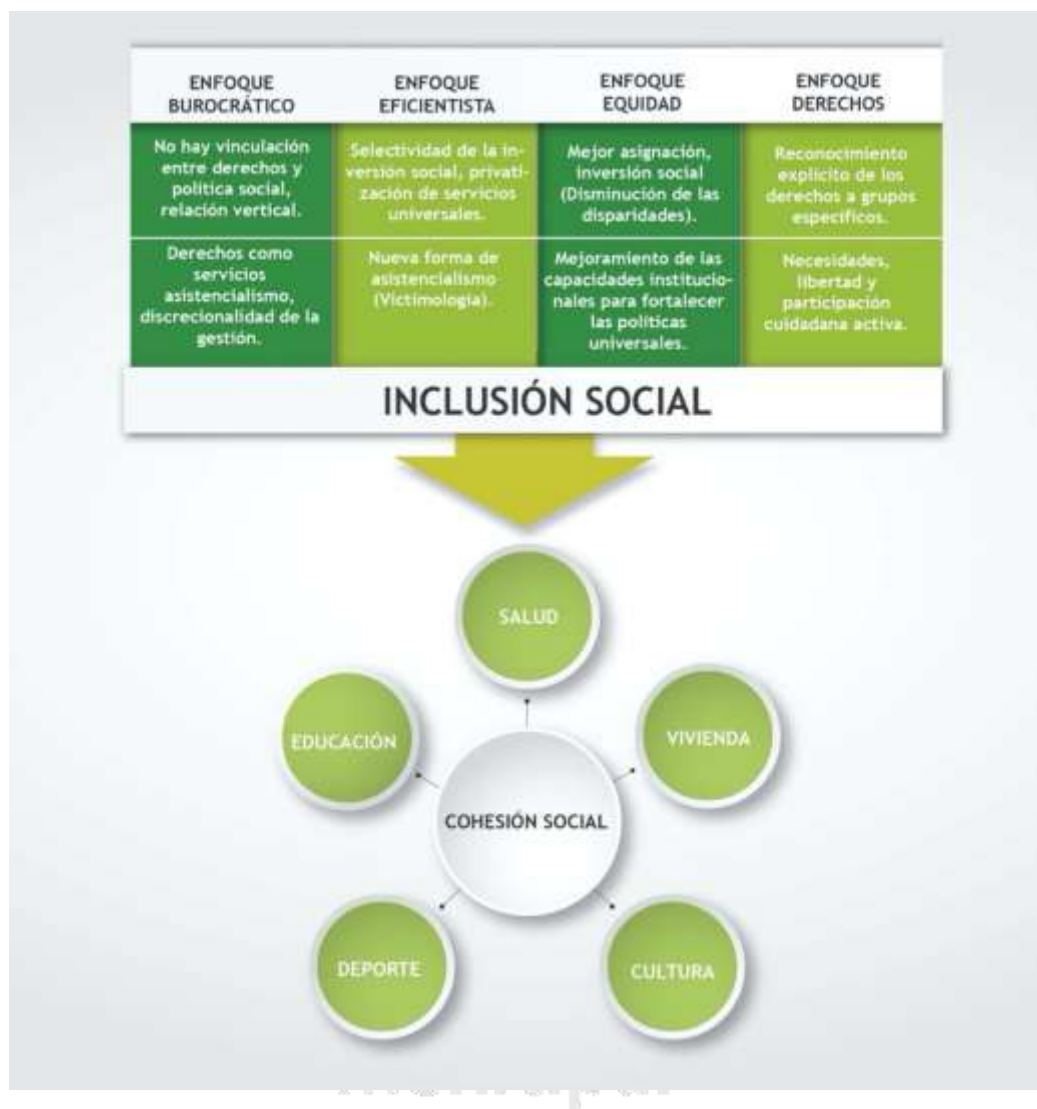 ENFOQUE
BUROCRÁTICO
ENFOQUE
EFICIENTISTA
ENFOQUE
EQUIDAD
ENFOQUE
DERECHOS
No hay vinculación
entre derechos y
política social,
relación vertical.
Selectividad de la in-
versión social, privati-
zación de servicios
universales.
Mejor asignación,
inversión social
(Disminución de las
disparidades).
Reconocimiento
explícito de los
derechos a grupos
específicos.
Derechos como
servicios
asistencialismo,
discrecionalidad de la
gestión.
Nueva forma de
asistencialismo
(Victimología).
Mejoramiento de las
capacidades institucio-
nales para fortalecer
las políticas
universales.
Necesidades,
libertad y
participación
cuidadana activa.
INCLUSIÓN SOCIAL
SALUD
EDUCACIÓN
VIVIENDA
COHESIÓN SOCIAL
DEPORTE
CULTURA